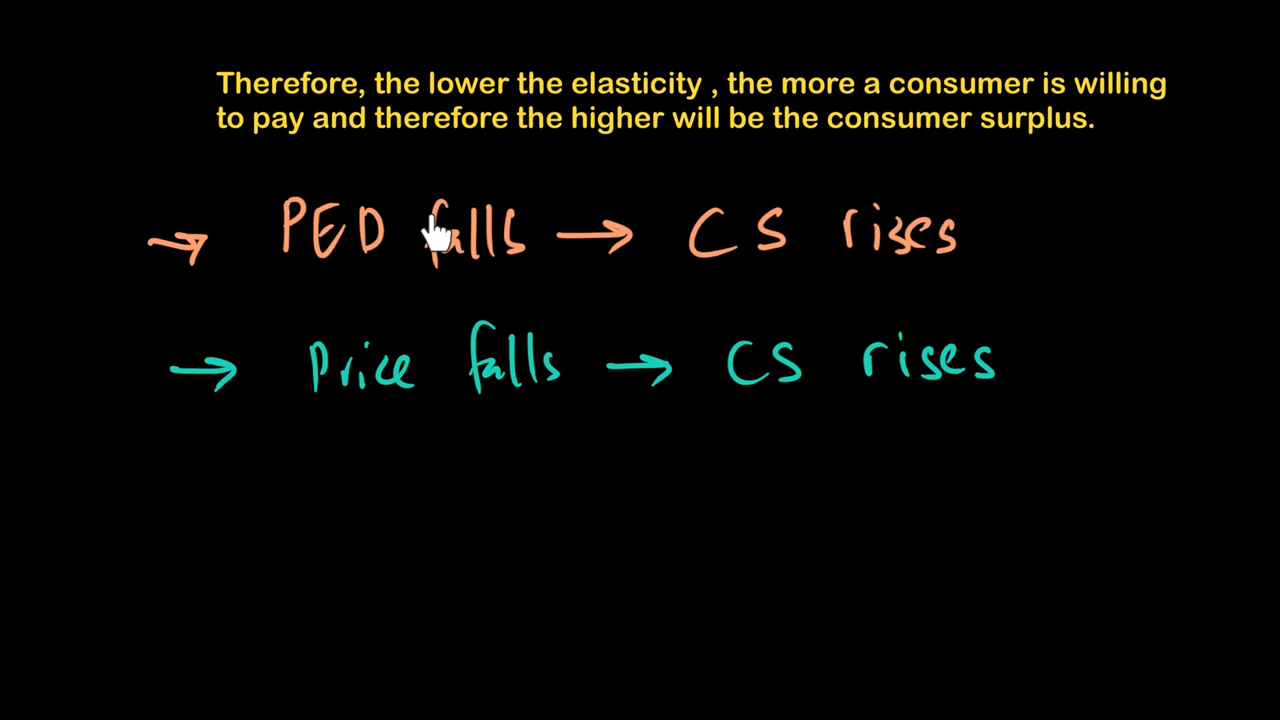 Therefore, the lower the elasticity , the more a consumer is willing
to pay and therefore the higher will be the consumer surplus.
→ PED falls → CS rises
→ Price falls → CS rises